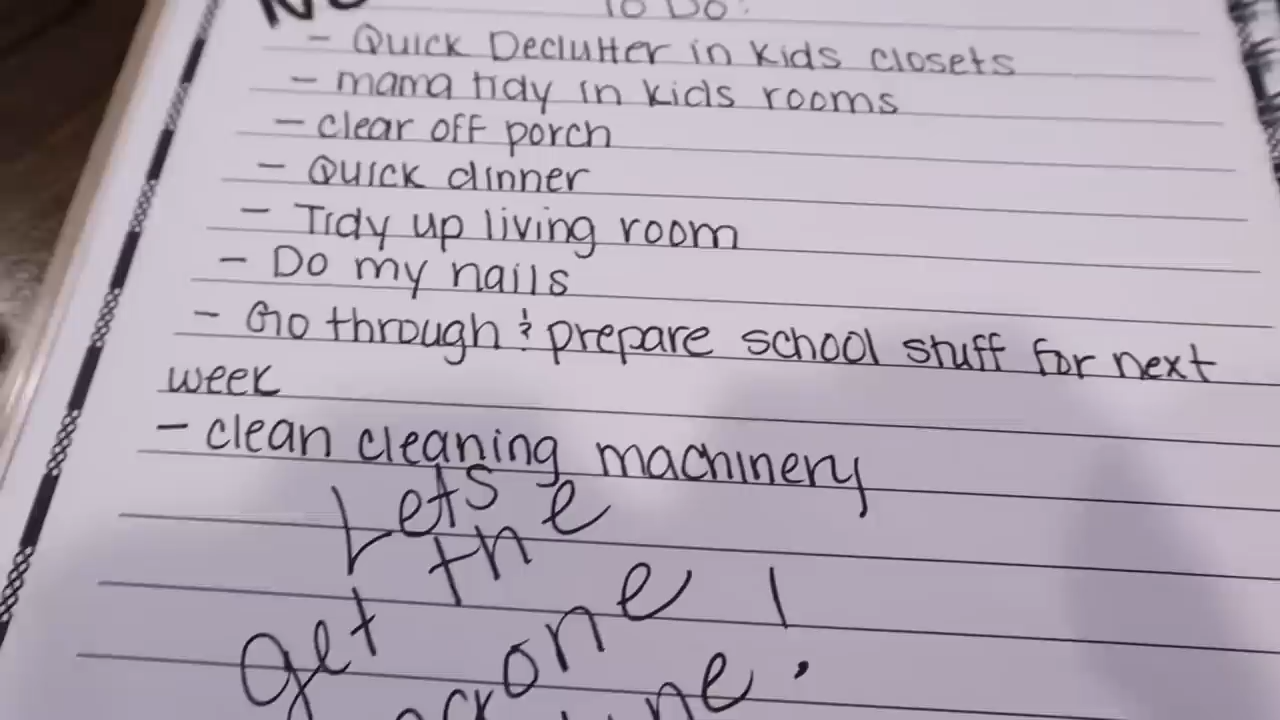 To Do:
- Quick Declutter in kids closets
- mama tidy in kids rooms
- clear off porch
- Quick dinner
- Tidy up living room
- Do my nails
- Go through & prepare school stuff for next
week
- clean cleaning machinery
Lets
get the
one!